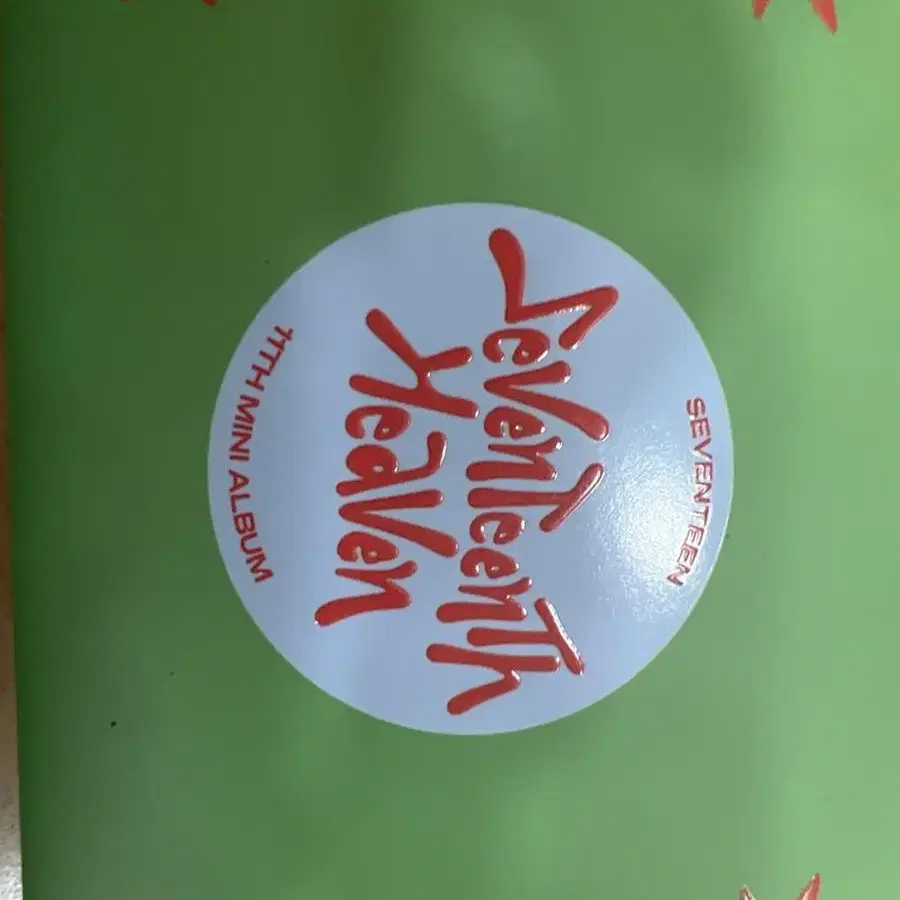 SEVENTEEN
SevenTeenTh
Heaven
11TH MINI ALBUM